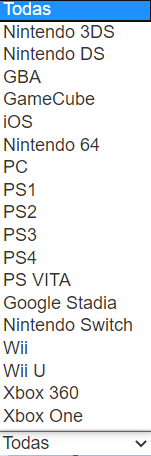 Todas
Nintendo 3DS
Nintendo DS
GBA
GameCube
iOS
Nintendo 64
PC
PS1
PS2
PS3
PS4
PS VITA
Google Stadia
Nintendo Switch
Wii
Wii U
Xbox 360
Xbox One
Todas